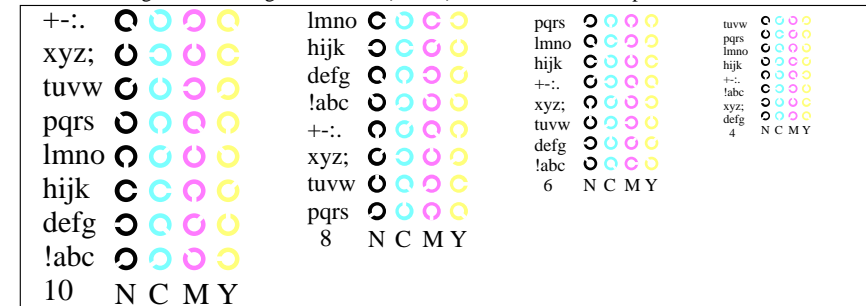 +-:.
xyz;
tuvw
pqrs
lmno
hijk
defg
!abc
10 N C M Y
lmno
hijk
defg
!abc
+-:.
xyz;
tuvw
pqrs
8 N C M Y
pqrs
lmno
hijk
+-:.
xyz;
tuvw
defg
!abc
6 N C M Y
tuvw
pqrs
lmno
hijk
+-:.
!abc
xyz;
defg
4 N C M Y